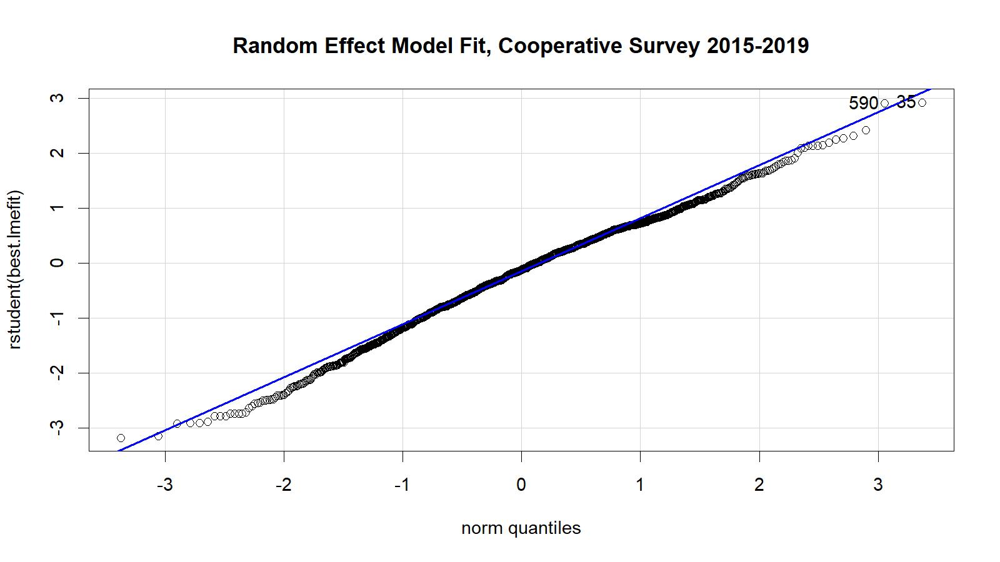 Random Effect Model Fit, Cooperative Survey 2015-2019
rstudent(best.lmefit)
3
2
1
0
-1
-2
-3
590
35
-3 -2 -1 0 1 2 3
norm quantiles